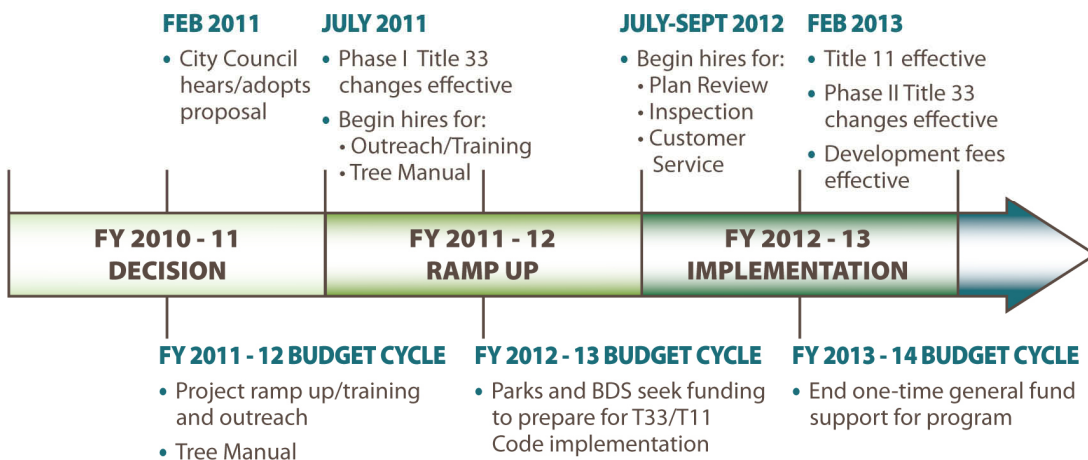 FEB 2011
• City Council
hears/adopts
proposal
JULY 2011
• Phase I Title 33
changes effective
• Begin hires for:
• Outreach/Training
• Tree Manual
JULY-SEPT 2012
• Begin hires for:
• Plan Review
• Inspection
• Customer
Service
FEB 2013
• Title 11 effective
• Phase II Title 33
changes effective
• Development fees
effective
FY 2010 - 11
DECISION
FY 2011 - 12
RAMP UP
FY 2012 - 13
IMPLEMENTATION
FY 2011 - 12 BUDGET CYCLE
• Project ramp up/training
and outreach
• Tree Manual
FY 2012 - 13 BUDGET CYCLE
• Parks and BDS seek funding
to prepare for T33/T11
Code implementation
FY 2013 - 14 BUDGET CYCLE
• End one-time general fund
support for program